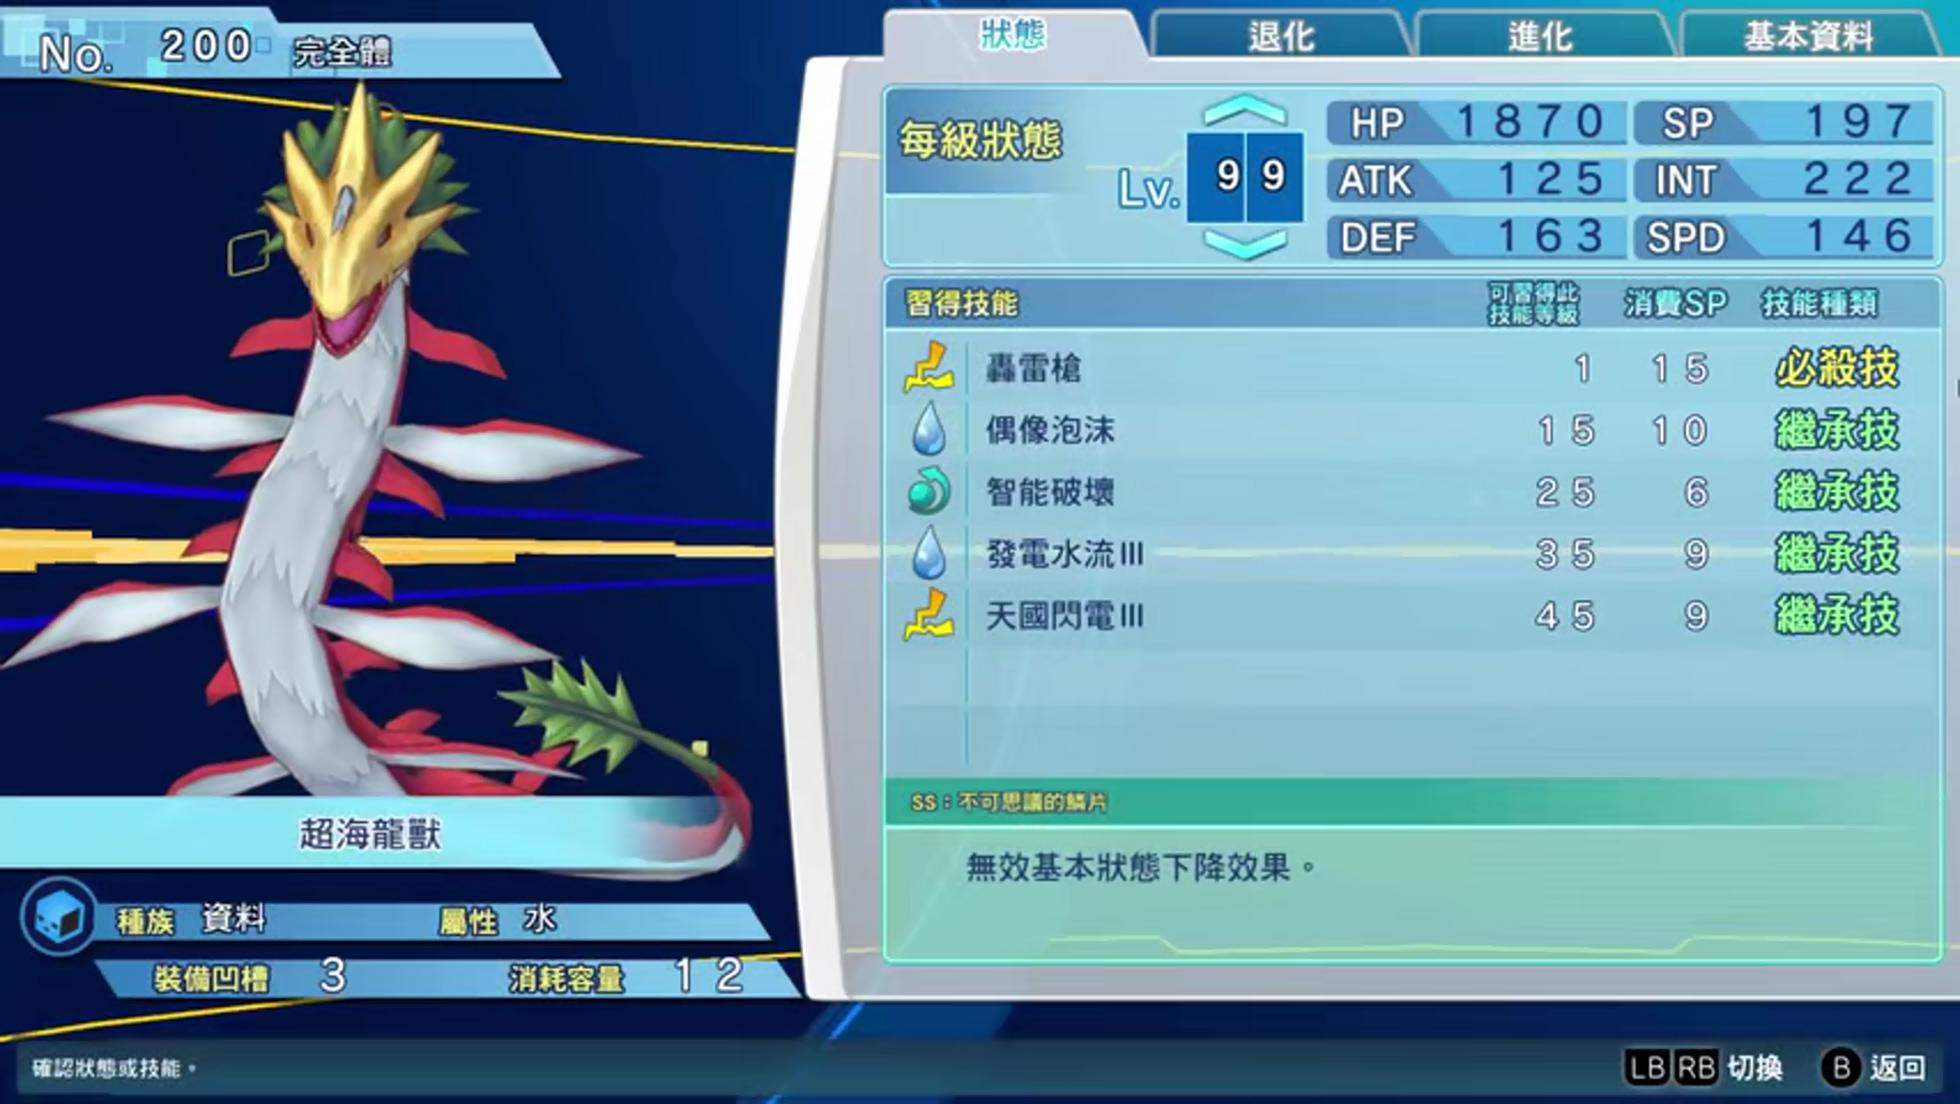 No. 200 完全體
狀態 退化 進化 基本資料
每級狀態
Lv. 99
HP 1870 SP 197
ATK 125 INT 222
DEF 163 SPD 146
習得技能 可習得此技能等級 消費SP 技能種類
轟雷槍 1 15 必殺技
偶像泡沫 15 10 繼承技
智能破壞 25 6 繼承技
發電水流III 35 9 繼承技
天國閃電III 45 9 繼承技
SS:不可思議的鱗片
無效基本狀態下降效果。
超海龍獸
種族 資料 屬性 水
裝備凹槽 3 消耗容量 12
確認狀態或技能。
LB RB 切換 B 返回